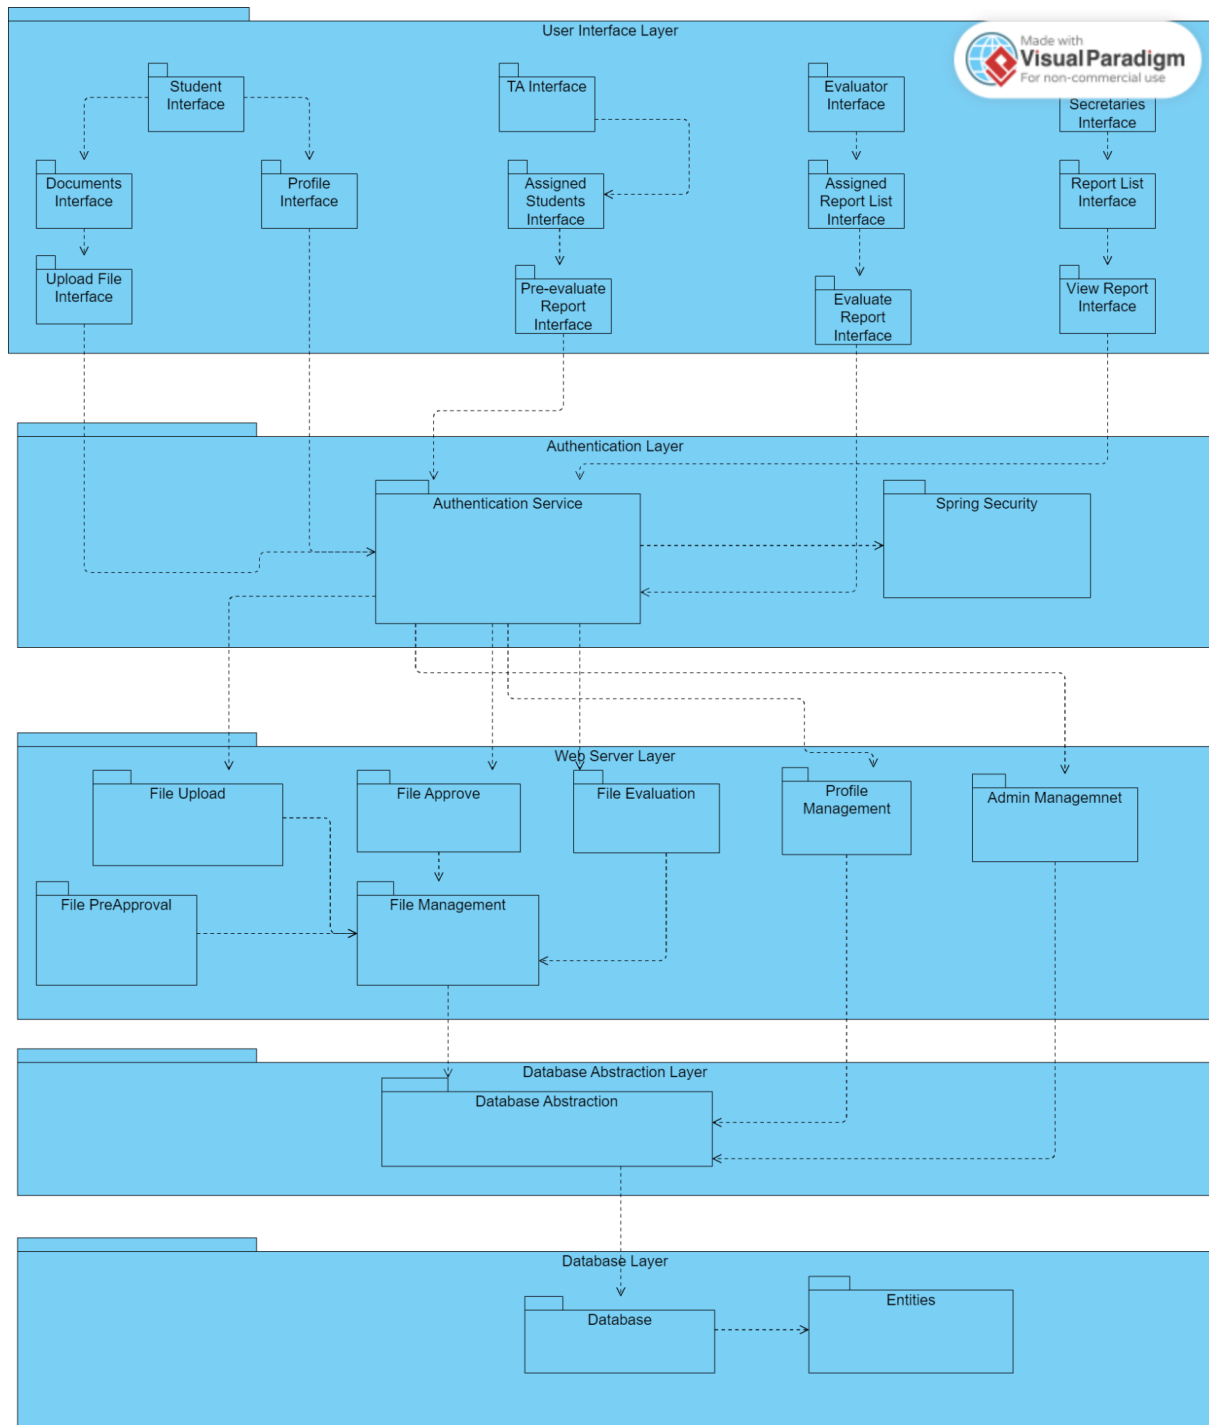 User Interface Layer
Made with
Visual Paradigm
For non-commercial use
Student
Interface
TA Interface
Evaluator
Interface
Secretaries
Interface
Documents
Interface
Profile
Interface
Assigned
Students
Interface
Assigned
Report List
Interface
Report List
Interface
Upload File
Interface
Pre-evaluate
Report
Interface
Evaluate
Report
Interface
View Report
Interface
Authentication Layer
Authentication Service
Spring Security
Web Server Layer
File Upload
File Approve
File Evaluation
Profile
Management
Admin Managemnet
File PreApproval
File Management
Database Abstraction Layer
Database Abstraction
Database Layer
Database
Entities